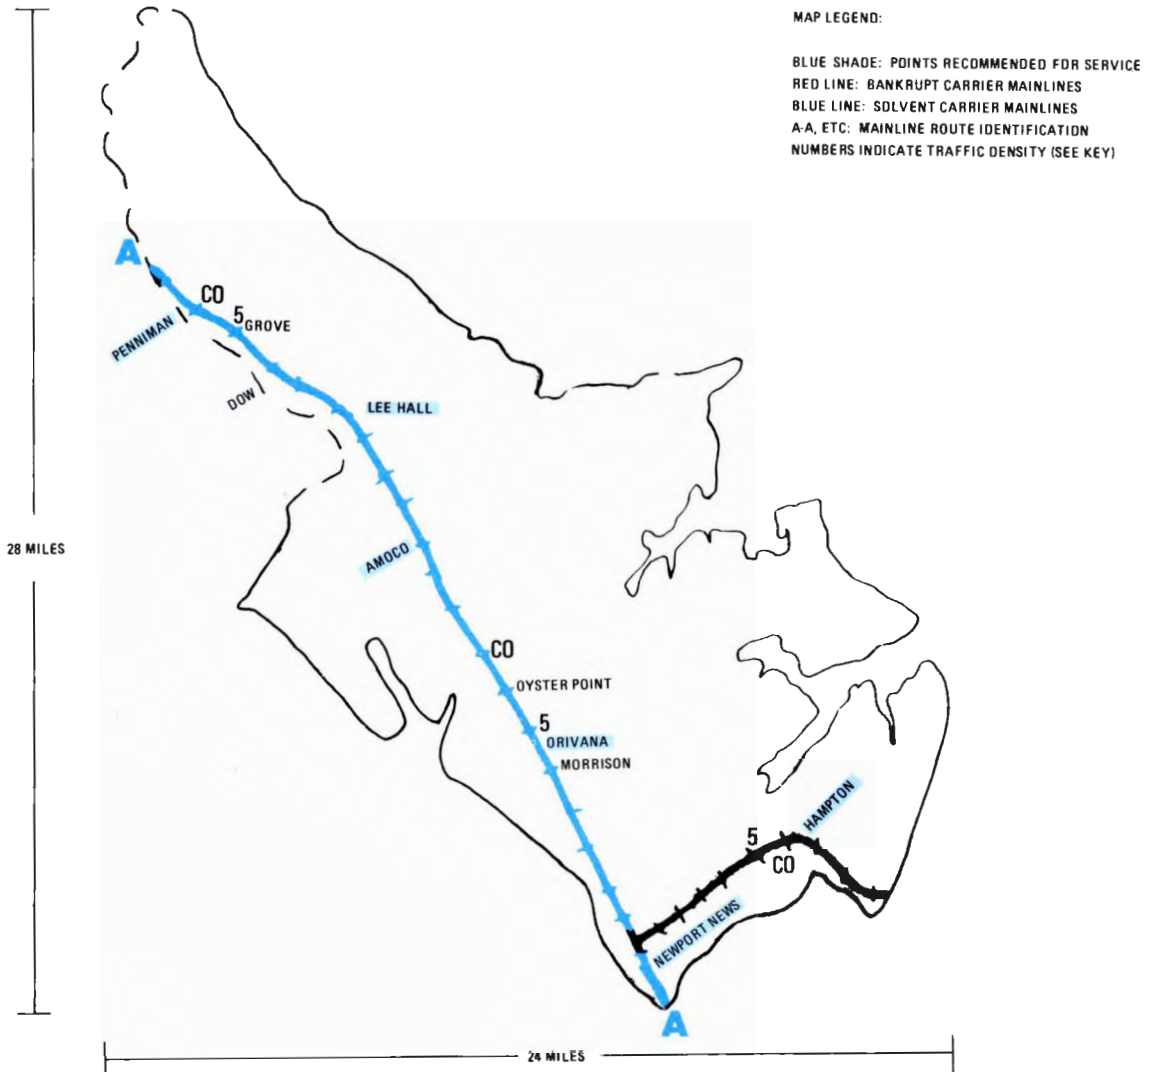 MAP LEGEND:
BLUE SHADE: POINTS RECOMMENDED FOR SERVICE
RED LINE: BANKRUPT CARRIER MAINLINES
BLUE LINE: SOLVENT CARRIER MAINLINES
A-A, ETC: MAINLINE ROUTE IDENTIFICATION
NUMBERS INDICATE TRAFFIC DENSITY (SEE KEY)
A
CO
5
GROVE
PENNIMAN
DOW
LEE HALL
28 MILES
AMOCO
CO
OYSTER POINT
5
ORIVANA
MORRISON
HAMPTON
5
CO
NEWPORT NEWS
A
24 MILES